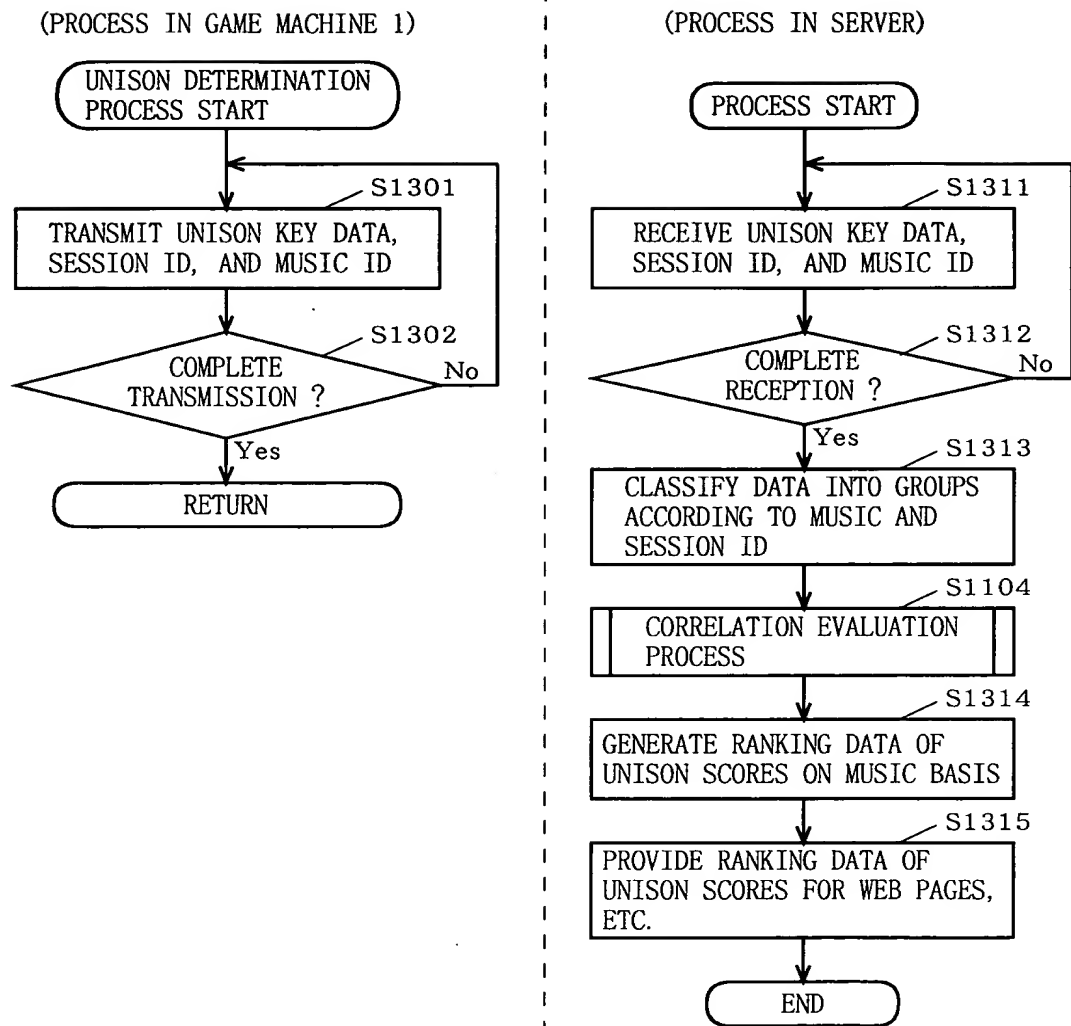 (PROCESS IN GAME MACHINE 1)
UNISON DETERMINATION
PROCESS START
S1301
TRANSMIT UNISON KEY DATA,
SESSION ID, AND MUSIC ID
S1302
COMPLETE
TRANSMISSION ?
No
Yes
RETURN
(PROCESS IN SERVER)
PROCESS START
S1311
RECEIVE UNISON KEY DATA,
SESSION ID, AND MUSIC ID
S1312
COMPLETE
RECEPTION ?
No
Yes
S1313
CLASSIFY DATA INTO GROUPS
ACCORDING TO MUSIC AND
SESSION ID
S1104
CORRELATION EVALUATION
PROCESS
S1314
GENERATE RANKING DATA OF
UNISON SCORES ON MUSIC BASIS
S1315
PROVIDE RANKING DATA OF
UNISON SCORES FOR WEB PAGES,
ETC.
END